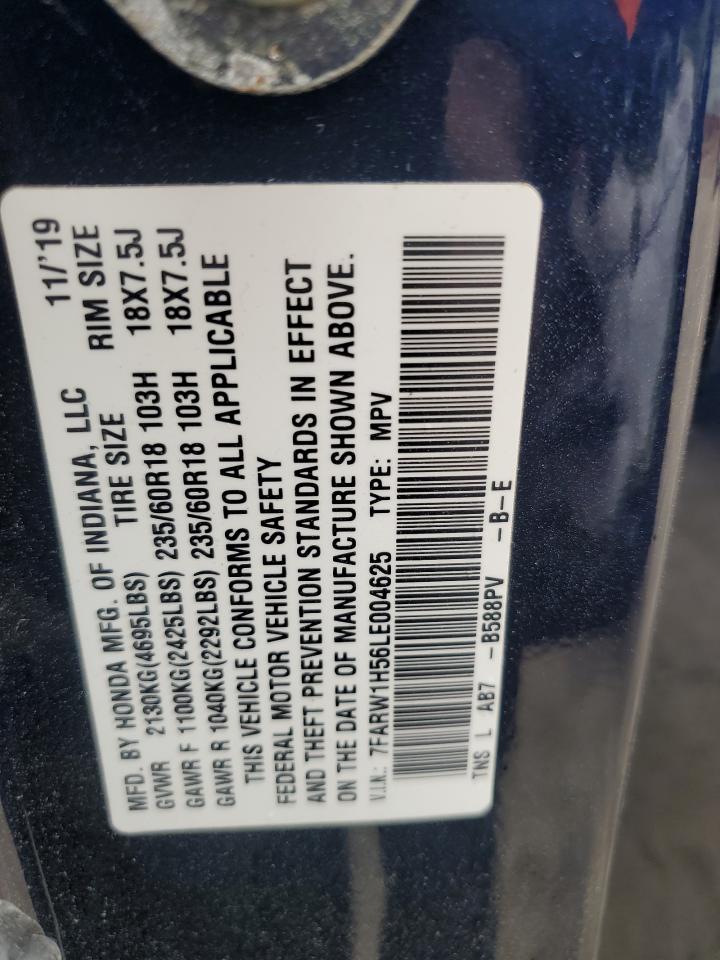 MFD. BY HONDA MFG. OF INDIANA, LLC 11/'19
TIRE SIZE RIM SIZE
GVWR 2130KG(4695LBS)
GAWR F 1100KG(2425LBS) 235/60R18 103H 18X7.5J
GAWR R 1040KG(2292LBS) 235/60R18 103H 18X7.5J
THIS VEHICLE CONFORMS TO ALL APPLICABLE
FEDERAL MOTOR VEHICLE SAFETY
AND THEFT PREVENTION STANDARDS IN EFFECT
ON THE DATE OF MANUFACTURE SHOWN ABOVE.
V.I.N.: 7FARW1H56LE004625 TYPE: MPV
TNS L AB7 -B588PV -B-E